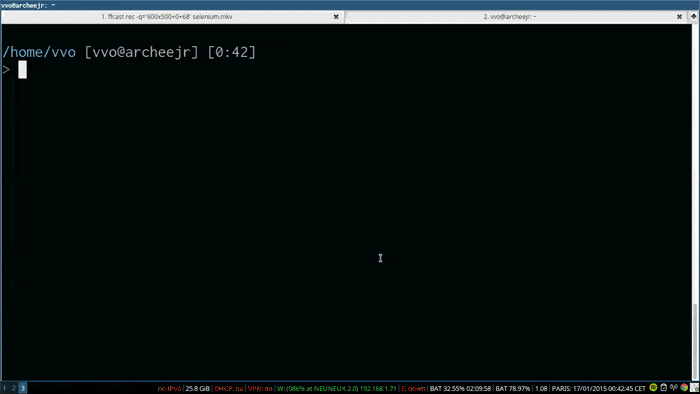 vvo@archeejr: ~
1. ffcast rec -q='600x500+0+68' selenium.mkv
2. vvo@archeejr: ~
/home/vvo [vvo@archeejr] [0:42]
>
1 2 3 no IPv6 | 25.8 GiB | DHCP: no | VPN: no | W: (086% at NEUNEUX 2.0) 192.168.1.71 | E: down | BAT 32.55% 02:09:58 | BAT 78.97% | 1.08 | PARIS: 17/01/2015 00:42:45 CET